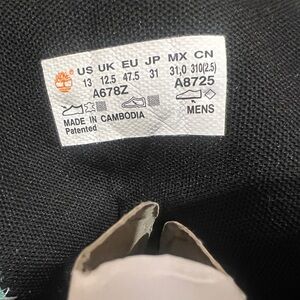 US UK EU JP MX CN
13 12.5 47.5 31 31,0 310(2.5)
A678Z A8725
MADE IN CAMBODIA MENS
Patented